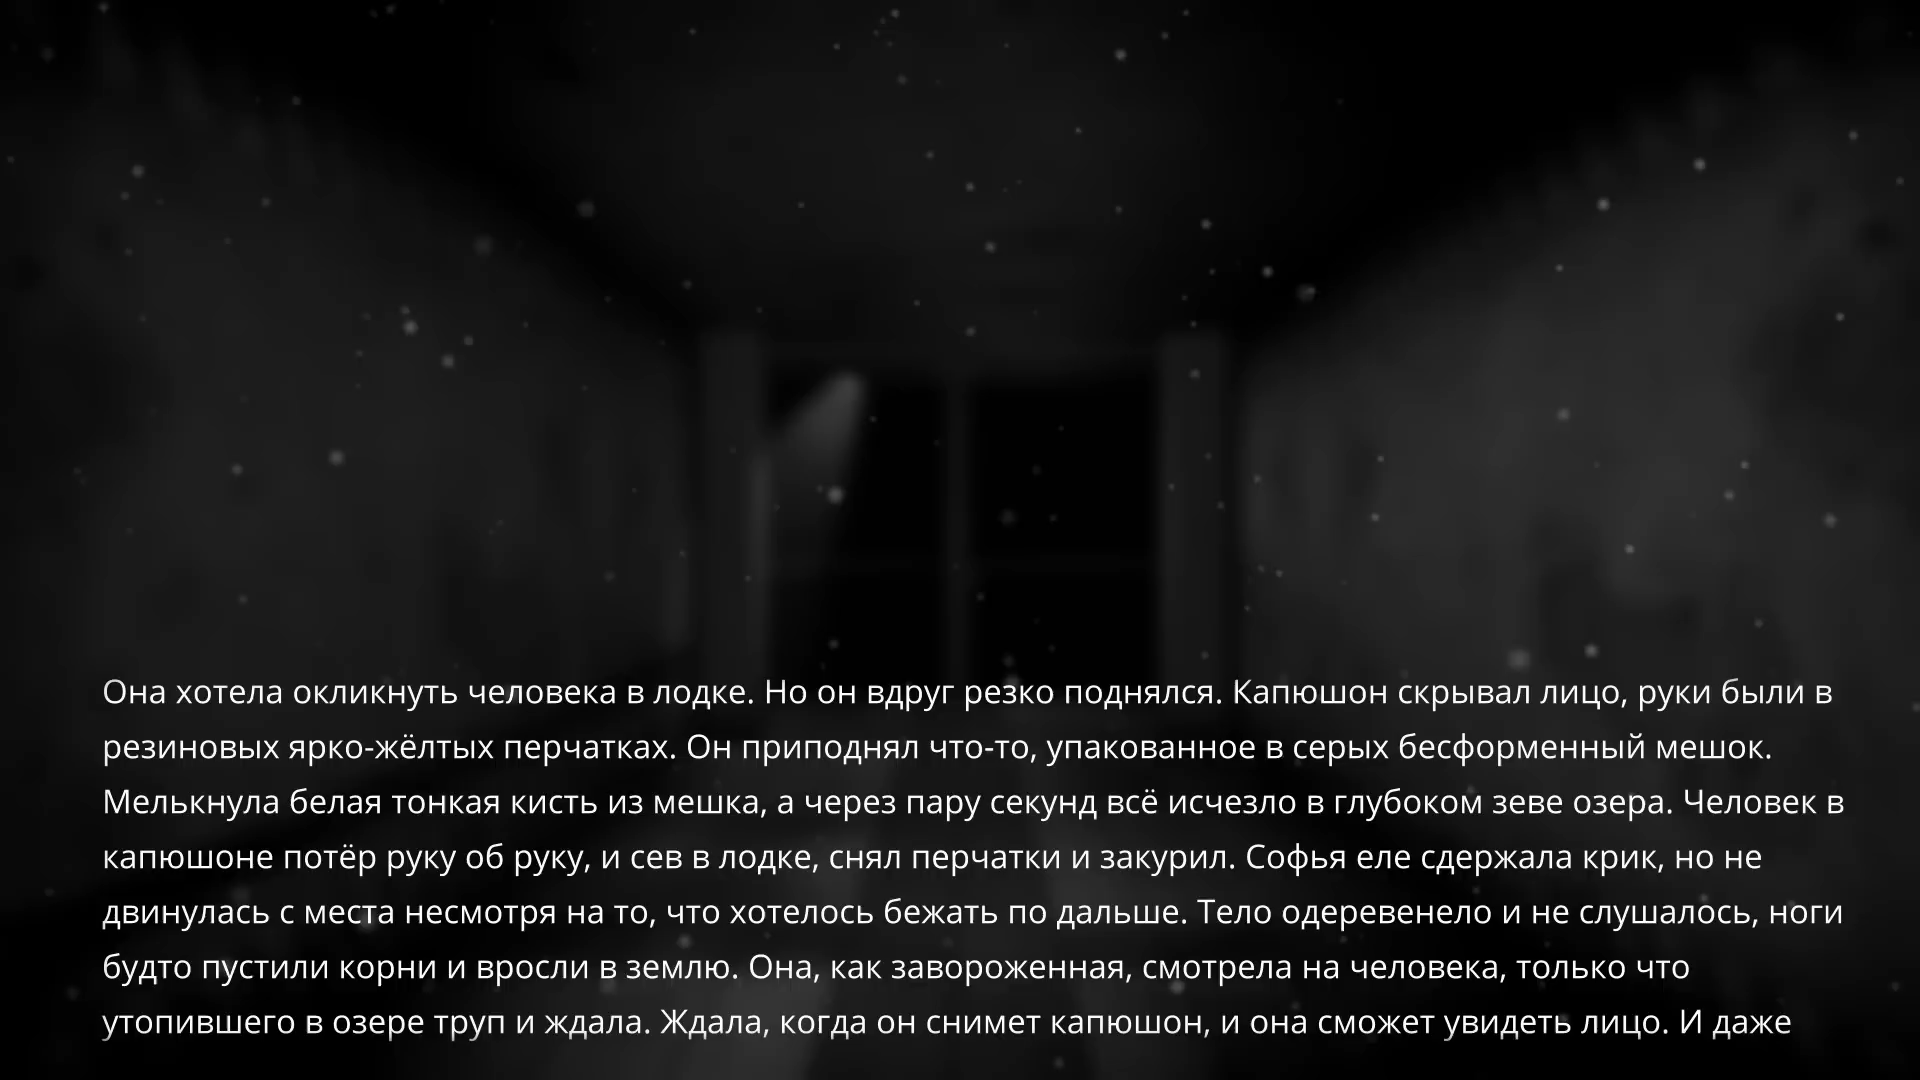 Она хотела окликнуть человека в лодке. Но он вдруг резко поднялся. Капюшон скрывал лицо, руки были в
резиновых ярко-жёлтых перчатках. Он приподнял что-то, упакованное в серых бесформенный мешок.
Мелькнула белая тонкая кисть из мешка, а через пару секунд всё исчезло в глубоком зеве озера. Человек в
капюшоне потёр руку об руку, и сев в лодке, снял перчатки и закурил. Софья еле сдержала крик, но не
двинулась с места несмотря на то, что хотелось бежать по дальше. Тело одеревенело и не слушалось, ноги
будто пустили корни и вросли в землю. Она, как завороженная, смотрела на человека, только что
утопившего в озере труп и ждала. Ждала, когда он снимет капюшон, и она сможет увидеть лицо. И даже